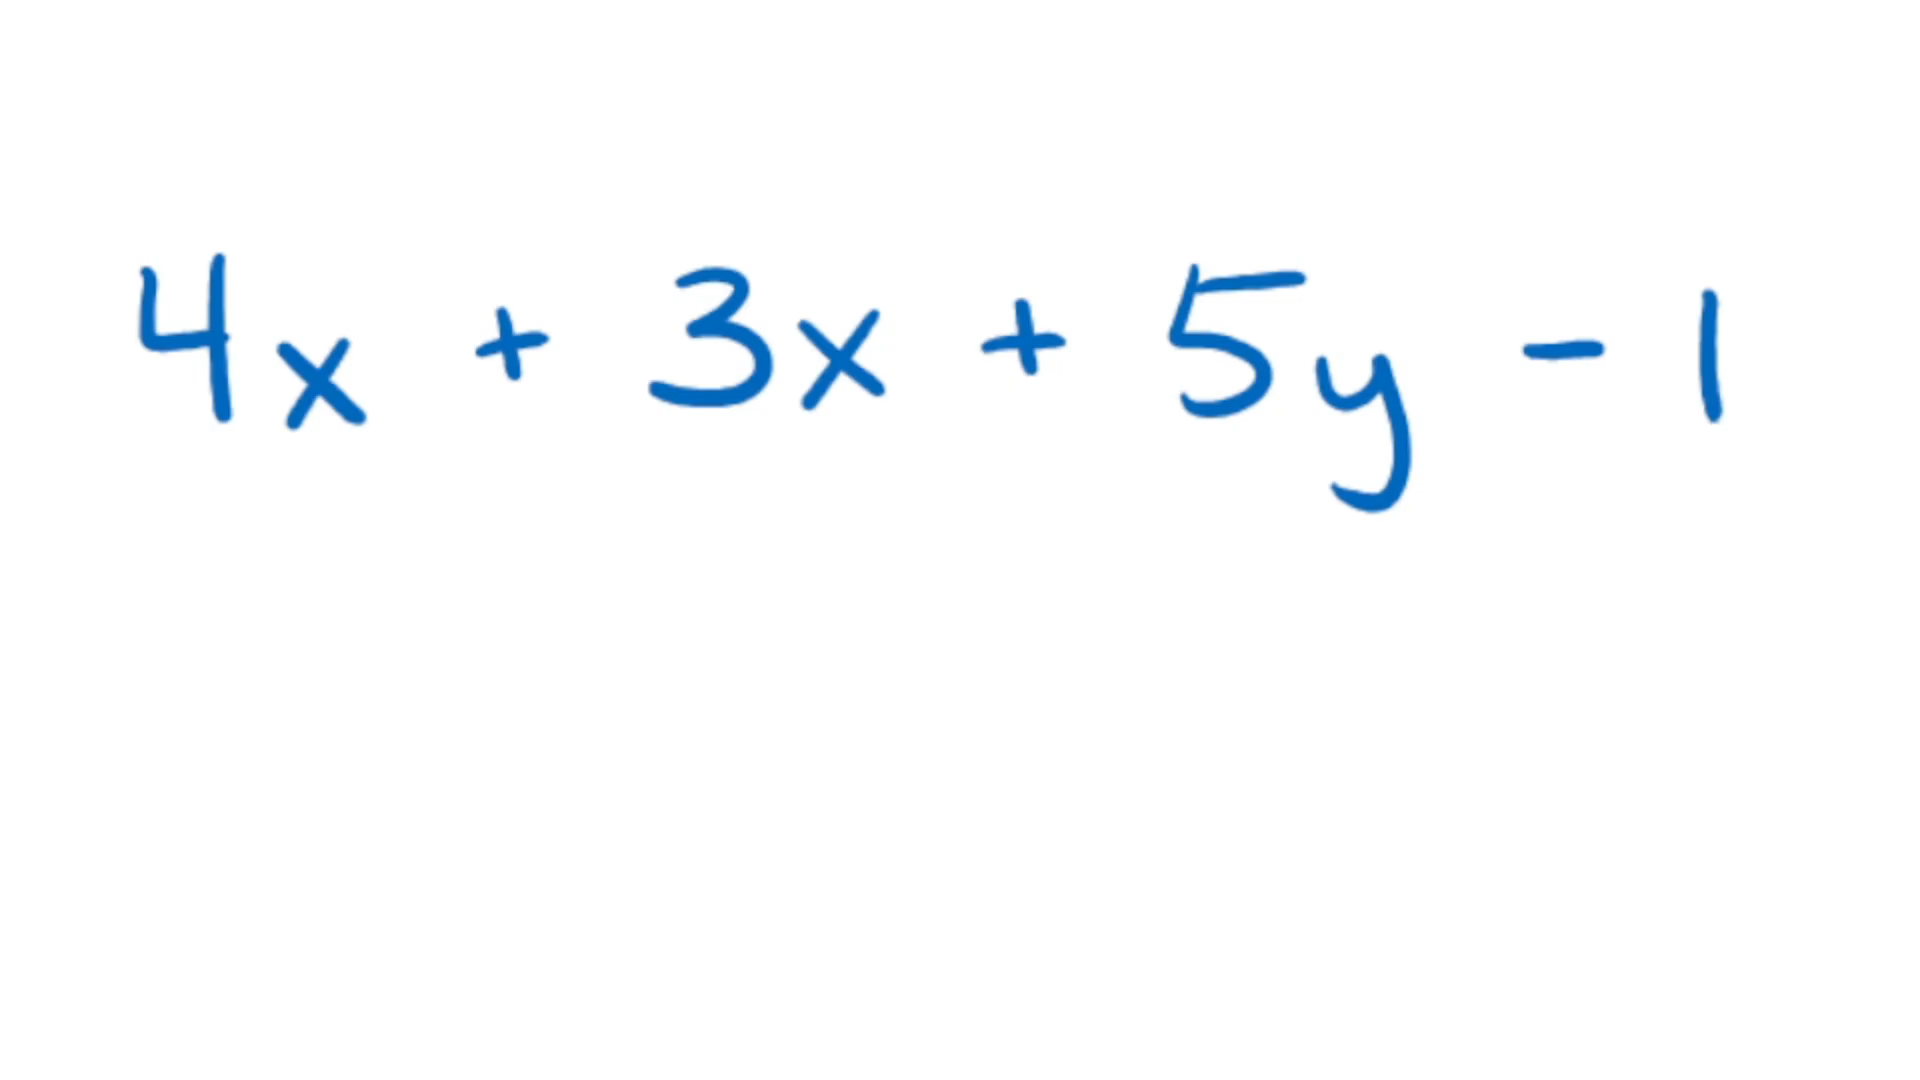 4x + 3x + 5y - 1